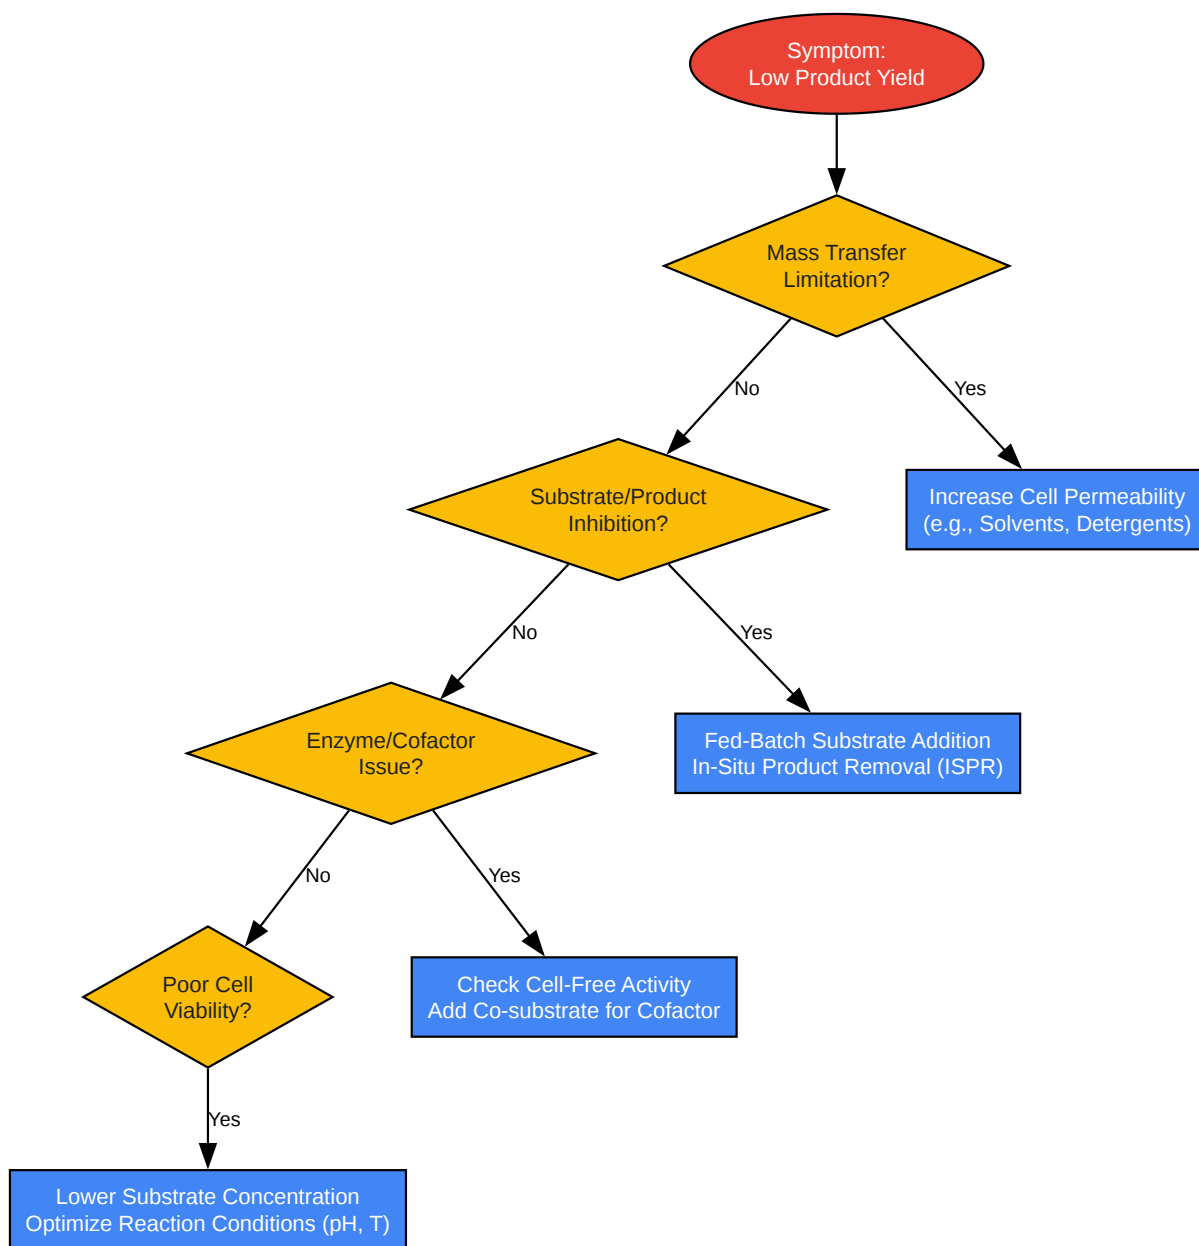 Symptom:
Low Product Yield
Mass Transfer
Limitation?
No
Yes
Substrate/Product
Inhibition?
Increase Cell Permeability
(e.g., Solvents, Detergents)
No
Yes
Enzyme/Cofactor
Issue?
Fed-Batch Substrate Addition
In-Situ Product Removal (ISPR)
No
Yes
Poor Cell
Viability?
Check Cell-Free Activity
Add Co-substrate for Cofactor
Yes
Lower Substrate Concentration
Optimize Reaction Conditions (pH, T)